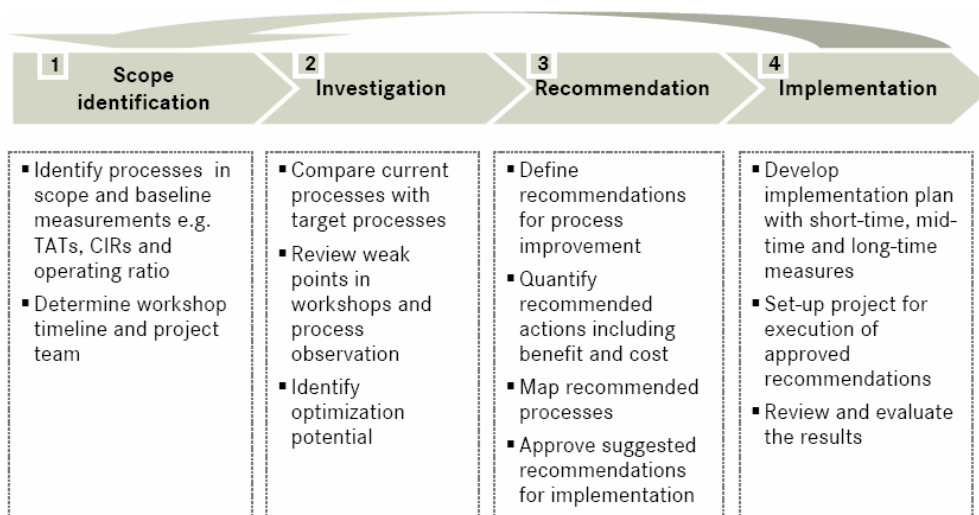 1
Scope
identification
2
Investigation
3
Recommendation
4
Implementation
▪ Identify processes in
scope and baseline
measurements e.g.
TATs, CIRs and
operating ratio
▪ Determine workshop
timeline and project
team
▪ Compare current
processes with
target processes
▪ Review weak
points in
workshops and
process
observation
▪ Identify
optimization
potential
▪ Define
recommendations
for process
improvement
▪ Quantify
recommended
actions including
benefit and cost
▪ Map recommended
processes
▪ Approve suggested
recommendations
for implementation
▪ Develop
implementation plan
with short-time, mid-
time and long-time
measures
▪ Set-up project for
execution of
approved
recommendations
▪ Review and evaluate
the results